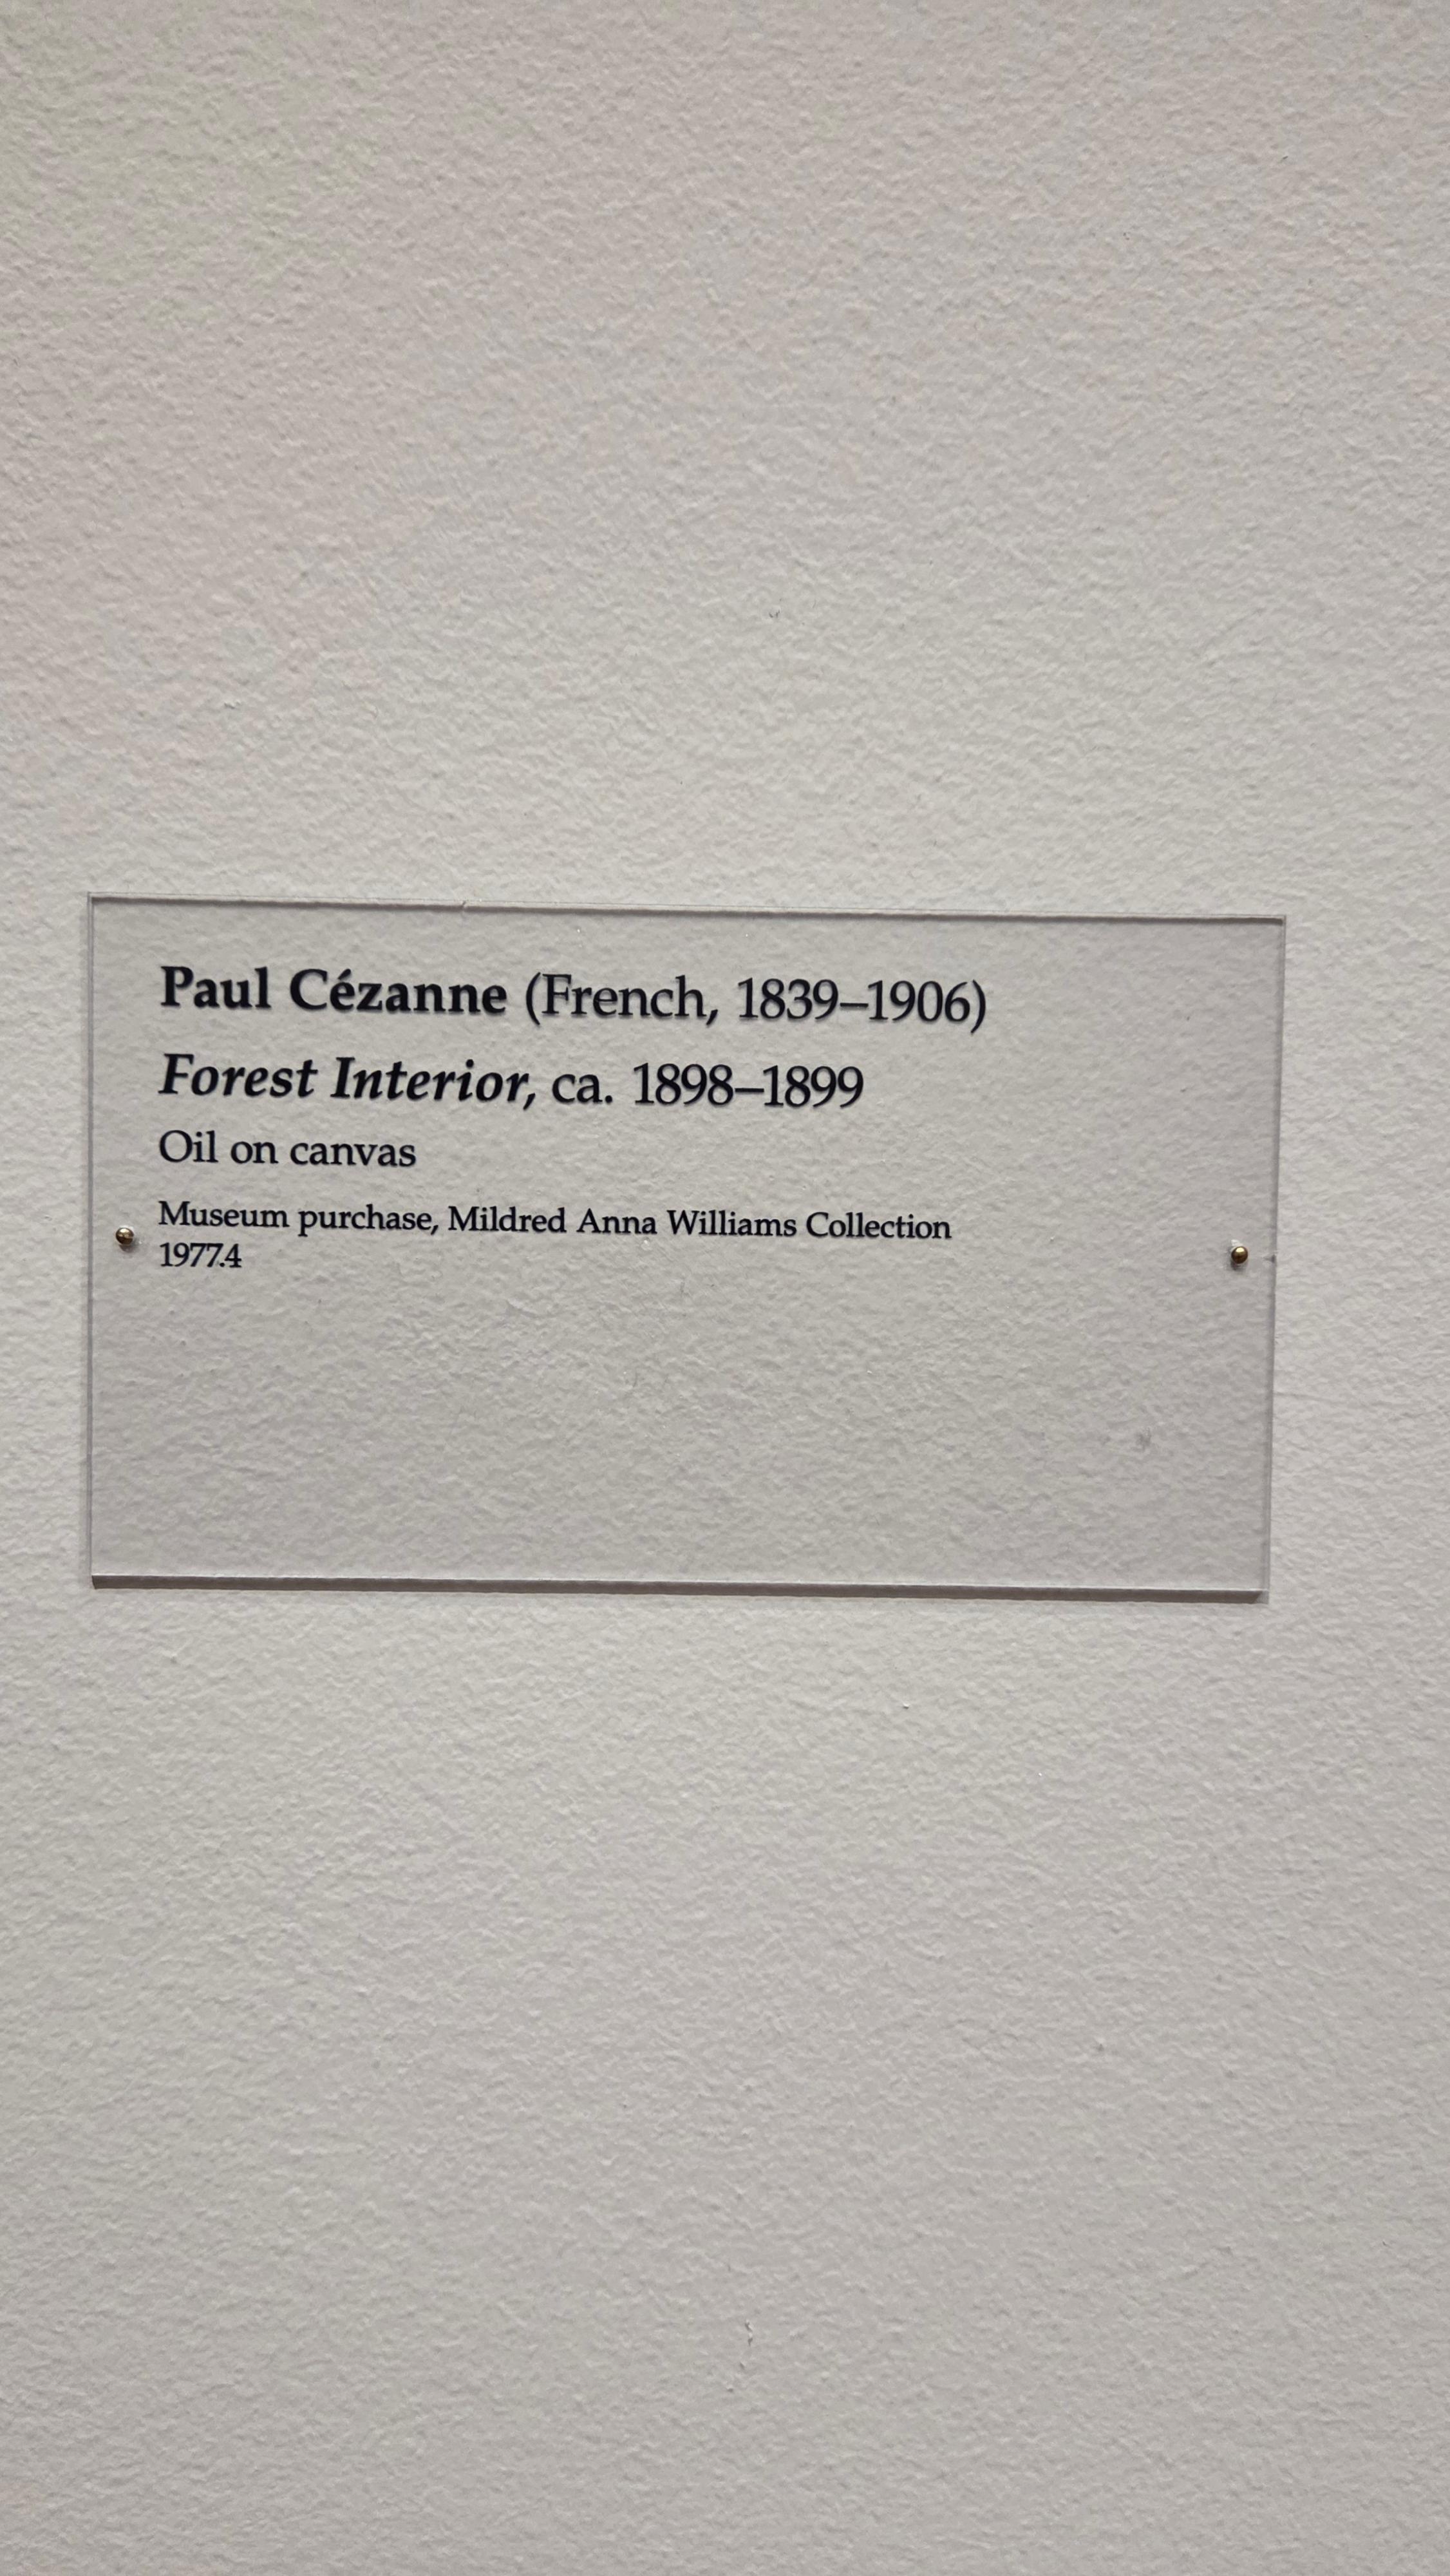 Paul Cézanne (French, 1839–1906)
Forest Interior, ca. 1898–1899
Oil on canvas
Museum purchase, Mildred Anna Williams Collection
1977.4